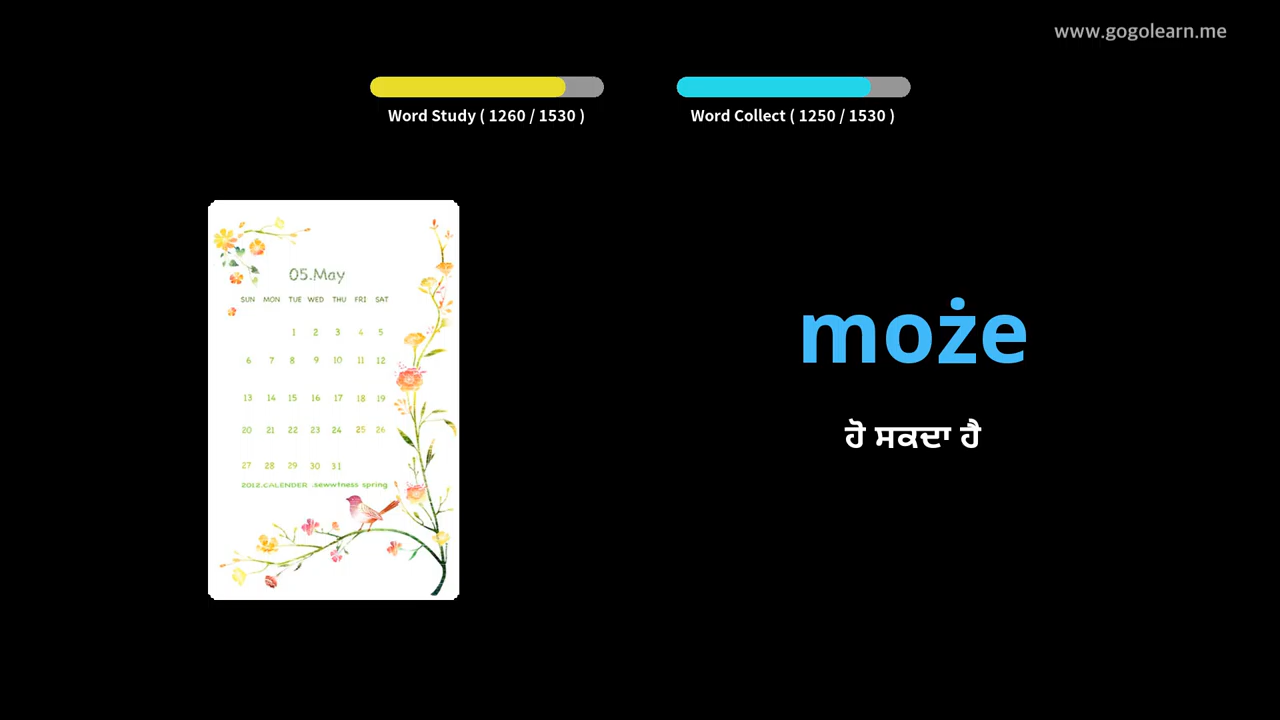 www.gogolearn.me
Word Study ( 1260 / 1530 )
Word Collect ( 1250 / 1530 )
05.May
SUN MON TUE WED THU FRI SAT
1 2 3 4 5
6 7 8 9 10 11 12
13 14 15 16 17 18 19
20 21 22 23 24 25 26
27 28 29 30 31
2012.CALENDER .sewwtness spring
może
ਹੋ ਸਕਦਾ ਹੈ